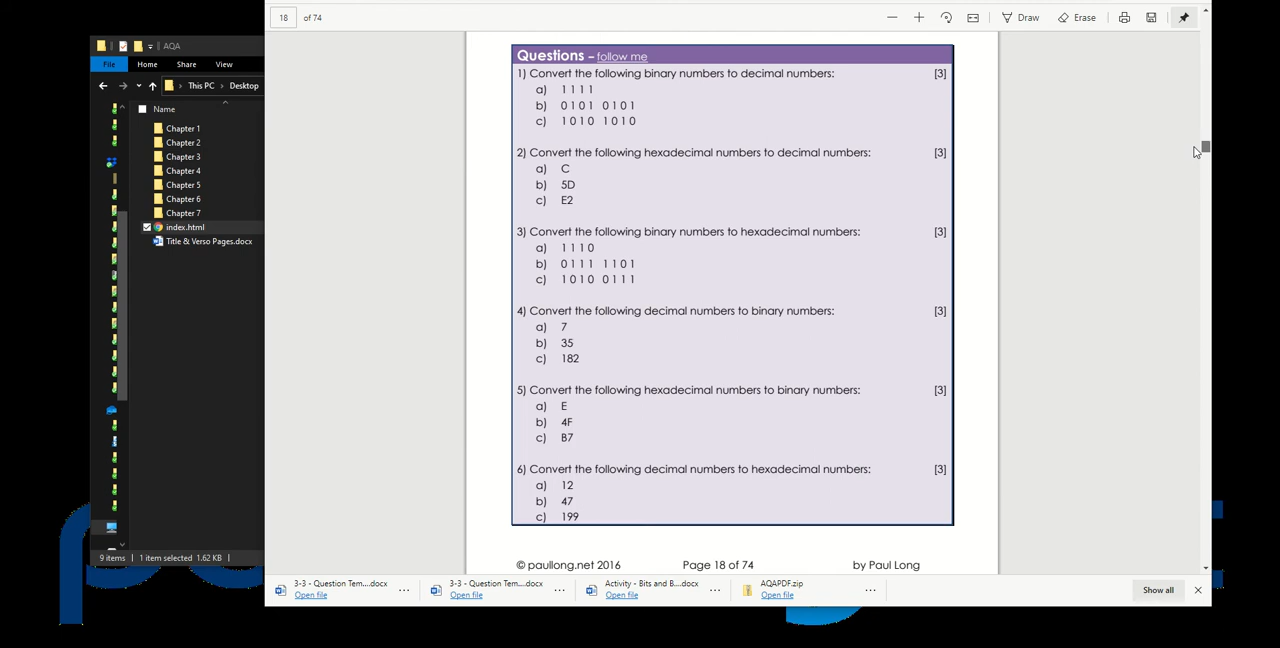 18 of 74
Draw
Erase
AQA
File Home Share View
This PC Desktop
Name
Chapter 1
Chapter 2
Chapter 3
Chapter 4
Chapter 5
Chapter 6
Chapter 7
index.html
Title & Verso Pages.docx
9 items 1 item selected 1.62 KB
Questions – follow me
1) Convert the following binary numbers to decimal numbers: [3]
a) 1 1 1 1
b) 0 1 0 1 0 1 0 1
c) 1 0 1 0 1 0 1 0
2) Convert the following hexadecimal numbers to decimal numbers: [3]
a) C
b) 5D
c) E2
3) Convert the following binary numbers to hexadecimal numbers: [3]
a) 1 1 1 0
b) 0 1 1 1 1 1 0 1
c) 1 0 1 0 0 1 1 1
4) Convert the following decimal numbers to binary numbers: [3]
a) 7
b) 35
c) 182
5) Convert the following hexadecimal numbers to binary numbers: [3]
a) E
b) 4F
c) B7
6) Convert the following decimal numbers to hexadecimal numbers: [3]
a) 12
b) 47
c) 199
© paullong.net 2016 Page 18 of 74 by Paul Long
3-3 - Question Tem....docx
Open file
3-3 - Question Tem....docx
Open file
Activity - Bits and B....docx
Open file
AQAPDF.zip
Open file
Show all